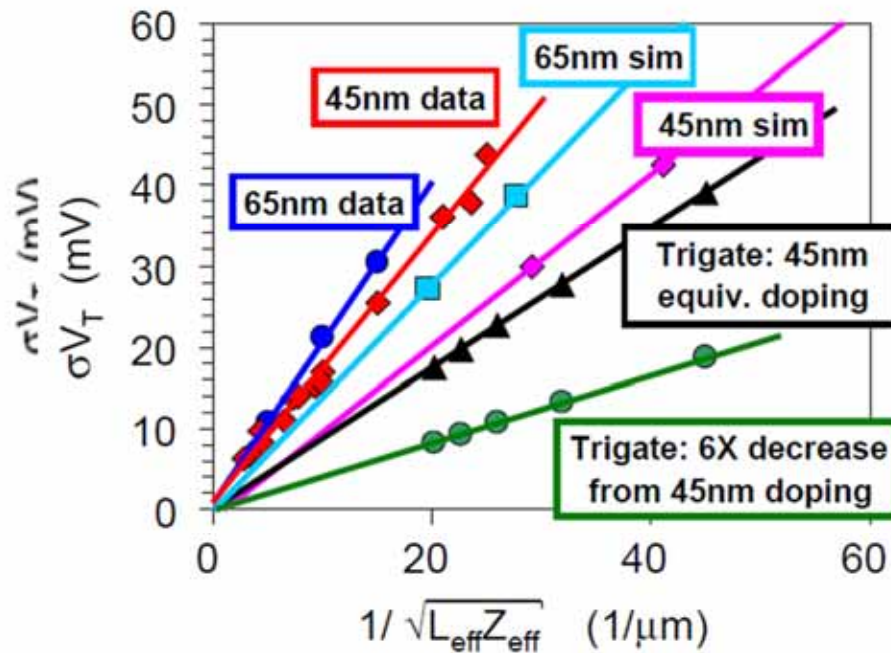 60
50
40
30
20
10
0
σV_T (mV)
45nm data
65nm data
65nm sim
45nm sim
Trigate: 45nm
equiv. doping
Trigate: 6X decrease
from 45nm doping
0 20 40 60
1/ √L_effZ_eff (1/μm)